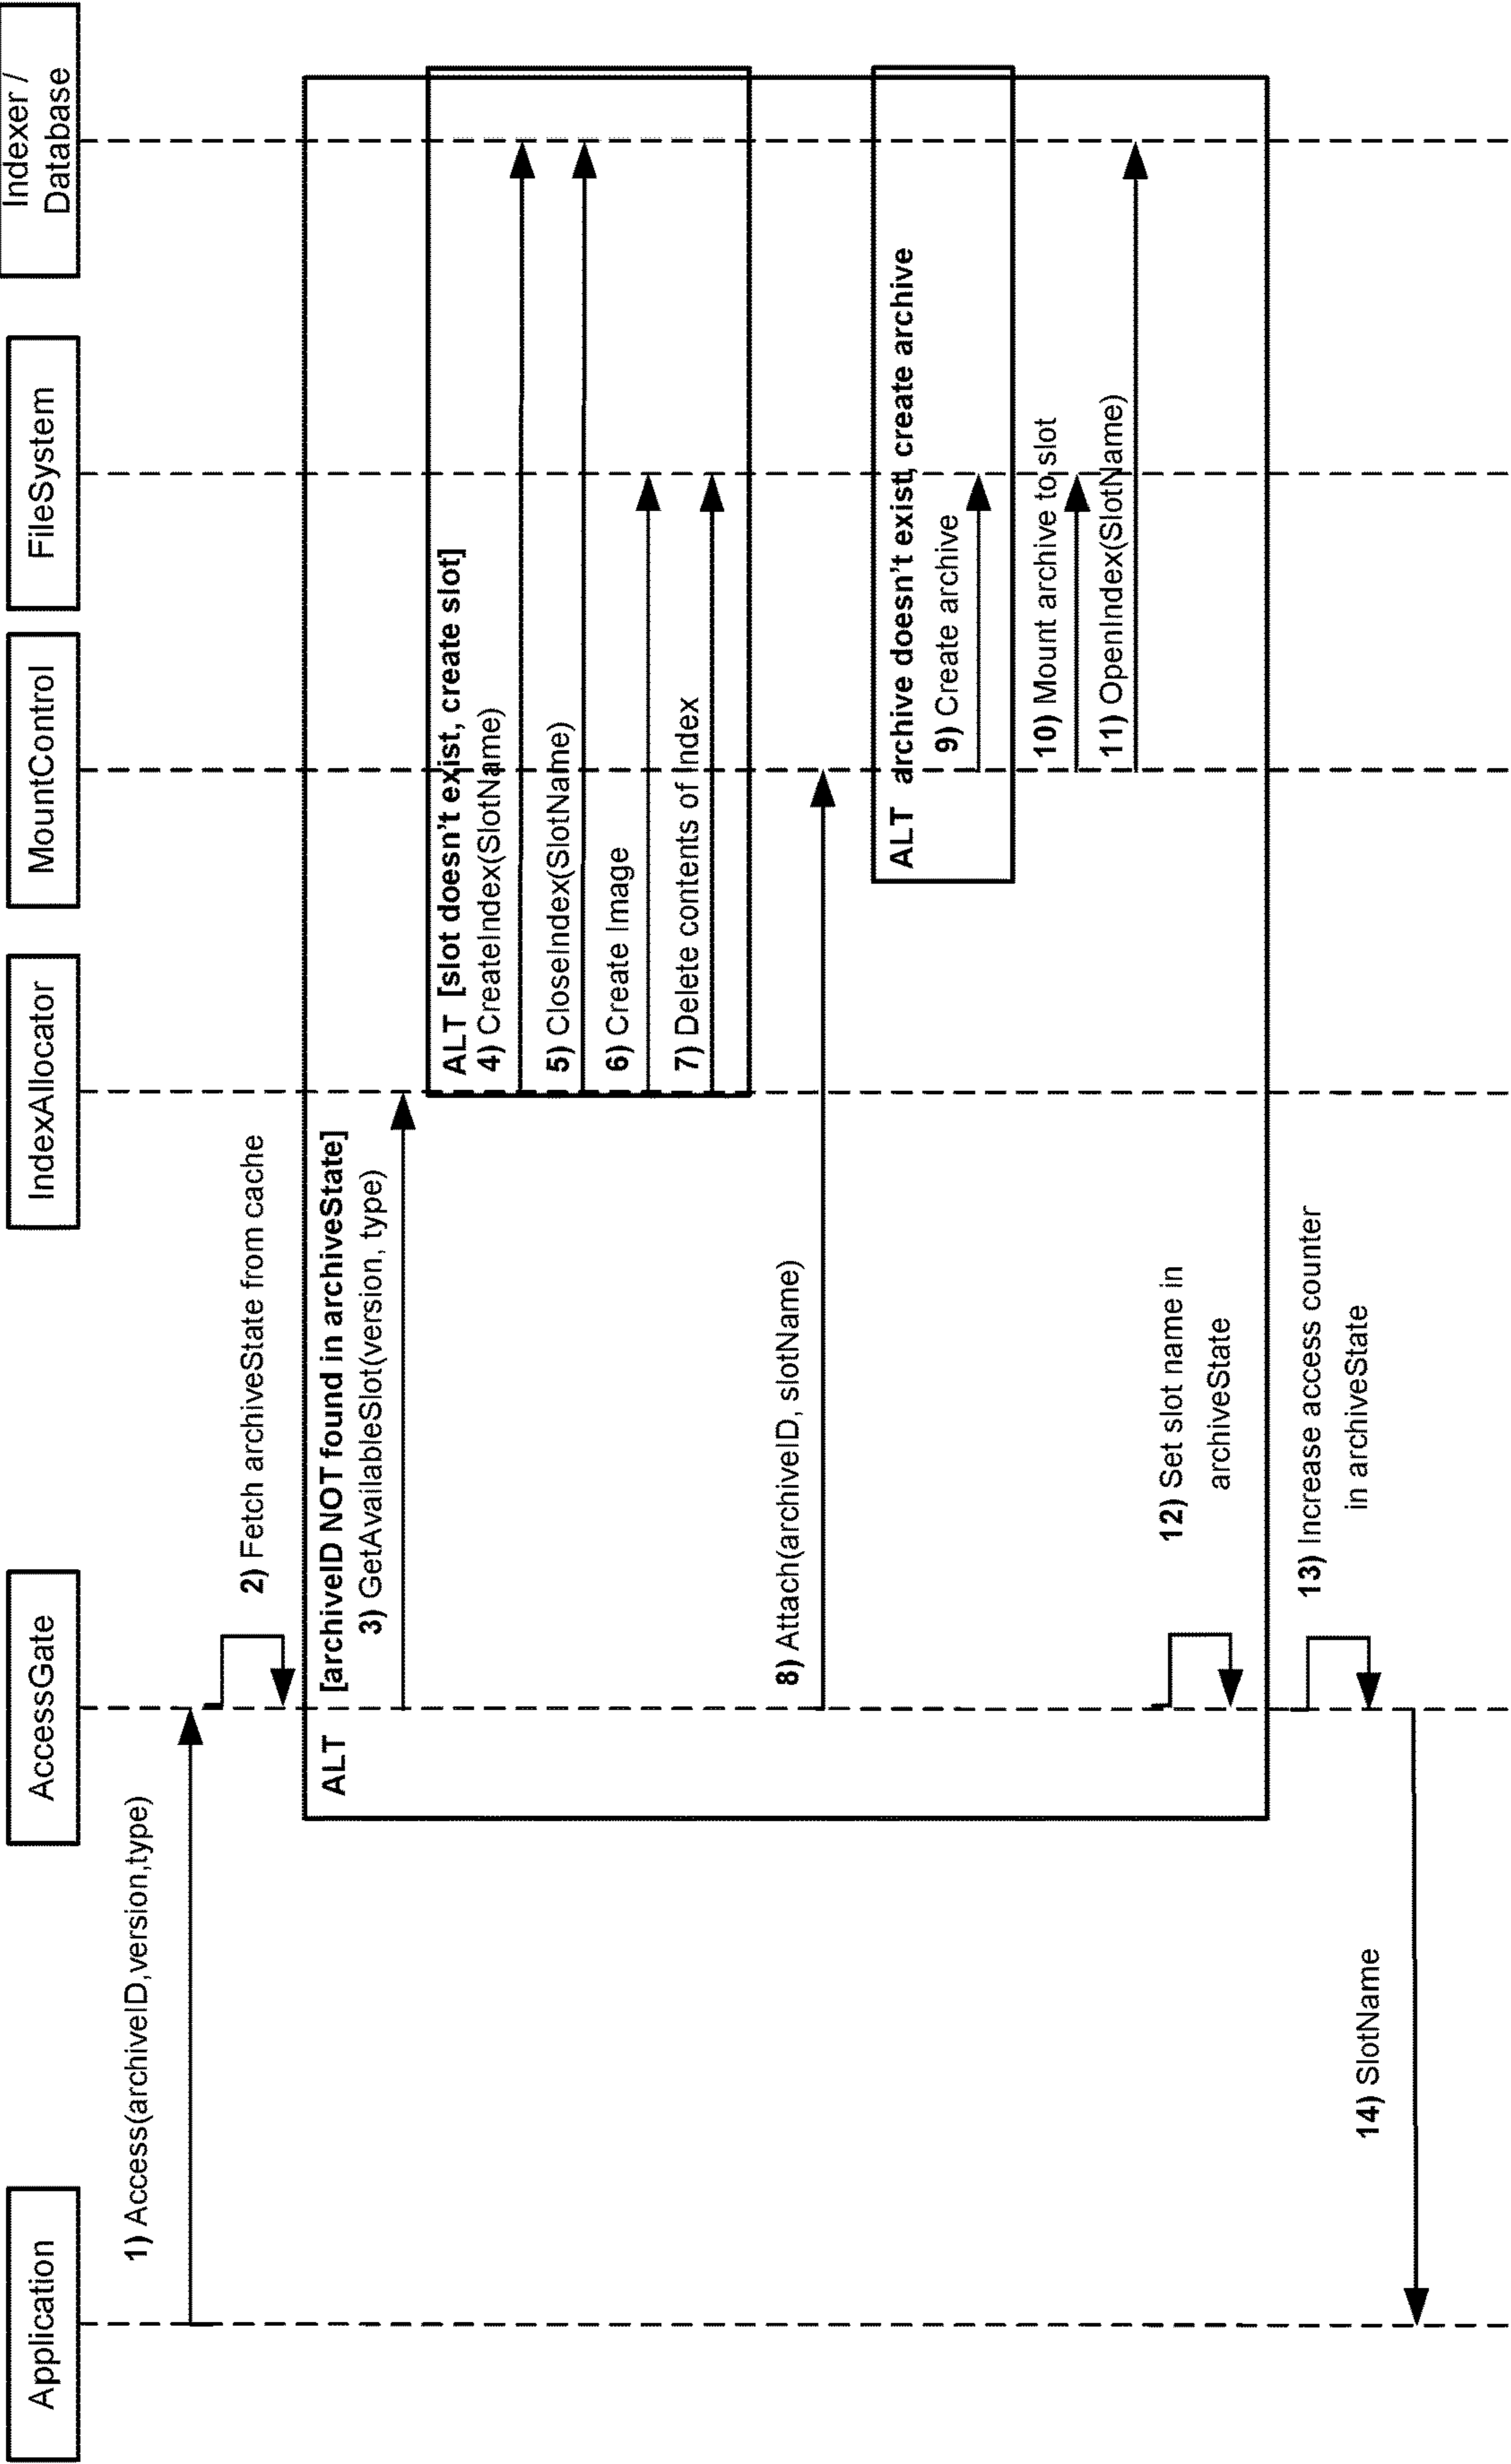 Application
AccessGate
IndexAllocator
MountControl
FileSystem
Indexer /
Database
1) Access(archiveID,version,type)
2) Fetch archiveState from cache
ALT [archiveID NOT found in archiveState]
3) GetAvailableSlot(version, type)
ALT [slot doesn't exist, create slot]
4) CreateIndex(SlotName)
5) CloseIndex(SlotName)
6) Create Image
7) Delete contents of Index
8) Attach(archiveID, slotName)
ALT archive doesn't exist, create archive
9) Create archive
10) Mount archive to slot
11) OpenIndex(SlotName)
12) Set slot name in
archiveState
13) Increase access counter
in archiveState
14) SlotName